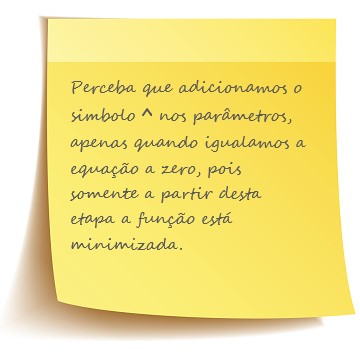 Perceba que adicionamos o
simbolo ^ nos parâmetros,
apenas quando igualamos a
equação a zero, pois
somente a partir desta
etapa a função está
minimizada.